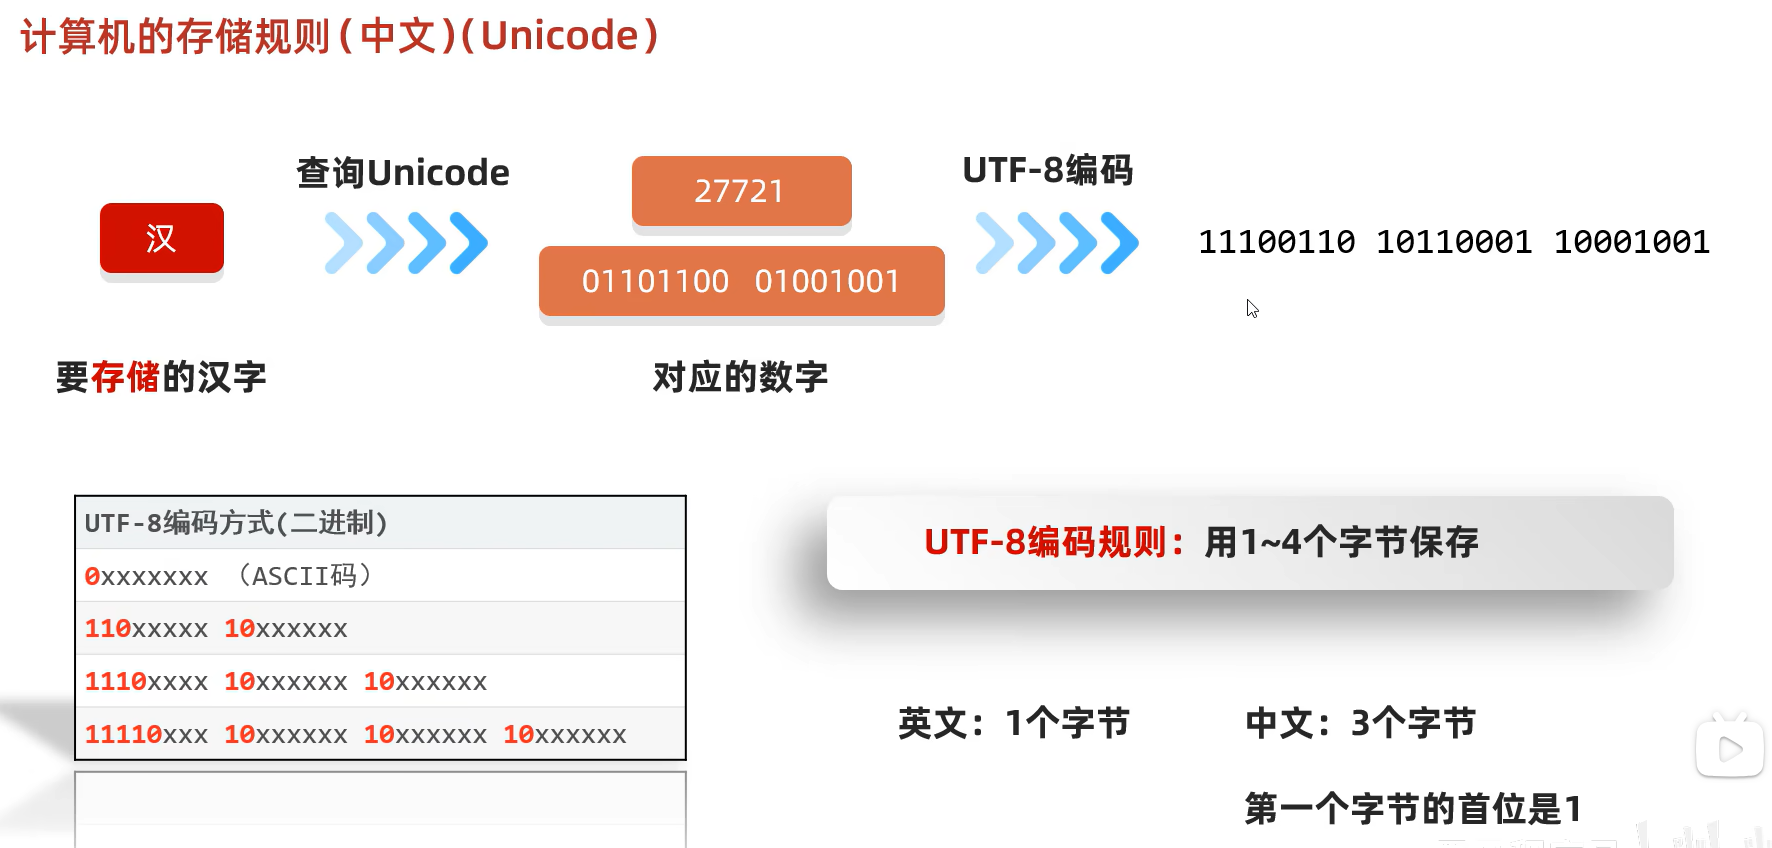 计算机的存储规则(中文)(Unicode)
查询Unicode
UTF-8编码
汉
27721
01101100 01001001
11100110 10110001 10001001
要存储的汉字
对应的数字
UTF-8编码方式(二进制)
0xxxxxxx (ASCII码)
110xxxxx 10xxxxxx
1110xxxx 10xxxxxx 10xxxxxx
11110xxx 10xxxxxx 10xxxxxx 10xxxxxx
UTF-8编码规则：用1~4个字节保存
英文：1个字节
中文：3个字节
第一个字节的首位是1